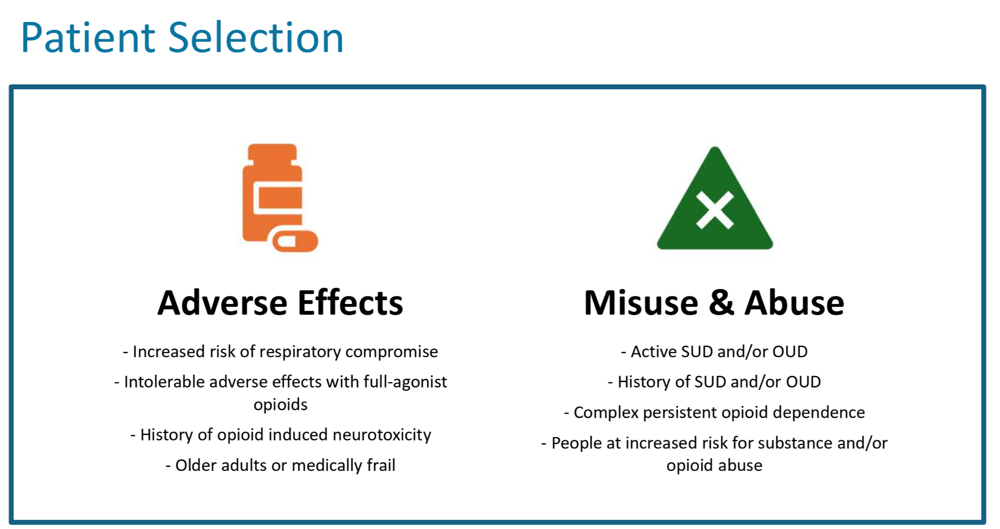 Patient Selection
Adverse Effects
- Increased risk of respiratory compromise
- Intolerable adverse effects with full-agonist
opioids
- History of opioid induced neurotoxicity
- Older adults or medically frail
Misuse & Abuse
- Active SUD and/or OUD
- History of SUD and/or OUD
- Complex persistent opioid dependence
- People at increased risk for substance and/or
opioid abuse